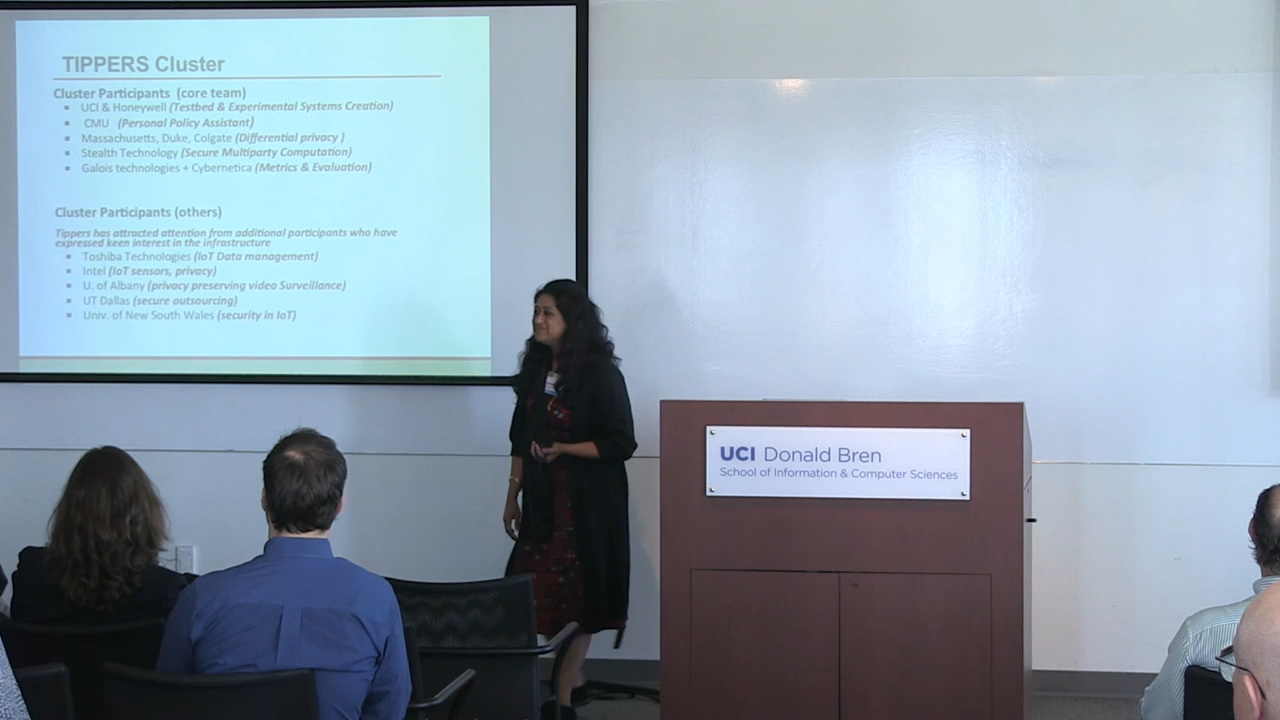 TIPPERS Cluster
Cluster Participants (core team)
▪ UCI & Honeywell (Testbed & Experimental Systems Creation)
▪ CMU (Personal Policy Assistant)
▪ Massachusetts, Duke, Colgate (Differential privacy )
▪ Stealth Technology (Secure Multiparty Computation)
▪ Galois technologies + Cybernetica (Metrics & Evaluation)
Cluster Participants (others)
Tippers has attracted attention from additional participants who have
expressed keen interest in the infrastructure
▪ Toshiba Technologies (IoT Data management)
▪ Intel (IoT sensors, privacy)
▪ U. of Albany (privacy preserving video Surveillance)
▪ UT Dallas (secure outsourcing)
▪ Univ. of New South Wales (security in IoT)
UCI Donald Bren
School of Information & Computer Sciences